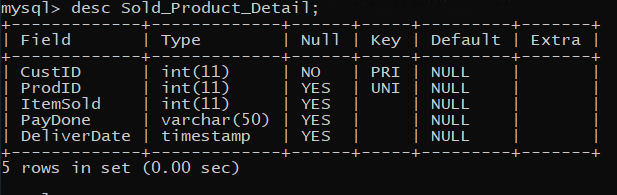 mysql> desc Sold_Product_Detail;
+-------------+-------------+------+-----+---------+-------+
| Field       | Type        | Null | Key | Default | Extra |
+-------------+-------------+------+-----+---------+-------+
| CustID      | int(11)     | NO   | PRI | NULL    |       |
| ProdID      | int(11)     | YES  | UNI | NULL    |       |
| ItemSold    | int(11)     | YES  |     | NULL    |       |
| PayDone     | varchar(50) | YES  |     | NULL    |       |
| DeliverDate | timestamp   | YES  |     | NULL    |       |
+-------------+-------------+------+-----+---------+-------+
5 rows in set (0.00 sec)